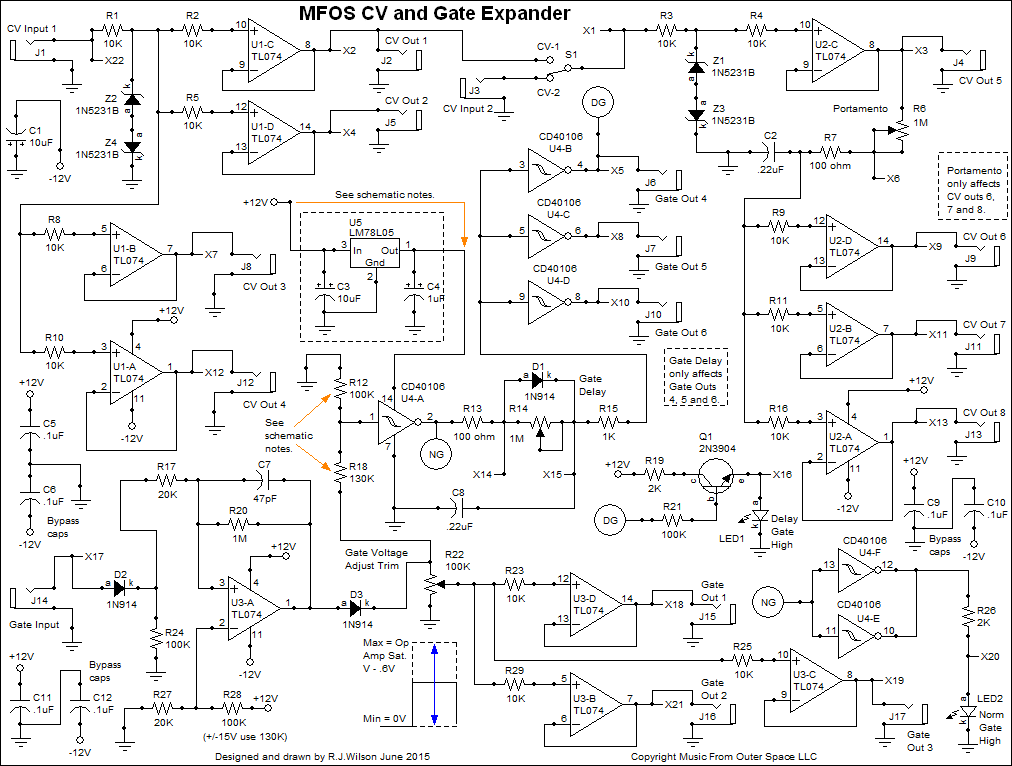 MFOS CV and Gate Expander
CV Input 1
J1
X22
R1
10K
R2
10K
10
9
8
U1-C
TL074
X2
CV Out 1
J2
Z2
1N5231B
Z4
1N5231B
k
a
a
k
R5
10K
12
13
14
U1-D
TL074
X4
CV Out 2
J5
C1
10uF
-12V
CV-1
S1
CV-2
J3
CV Input 2
X1
R3
10K
R4
10K
10
9
8
U2-C
TL074
X3
J4
CV Out 5
Z1
1N5231B
Z3
1N5231B
k
a
a
k
DG
Portamento
R6
1M
C2
.22uF
R7
100 ohm
X6
Portamento
only affects
CV outs 6,
7 and 8.
CD40106
U4-B
3
4
X5
J6
Gate Out 4
CD40106
U4-C
5
6
X8
J7
Gate Out 5
CD40106
U4-D
9
8
X10
J10
Gate Out 6
+12V
See schematic notes.
U5
LM78L05
3
In
Out
1
Gnd
2
C3
10uF
C4
1uF
R8
10K
5
6
7
U1-B
TL074
X7
J8
CV Out 3
R10
10K
+12V
3
4
2
1
11
U1-A
TL074
-12V
X12
J12
CV Out 4
R9
10K
12
13
14
U2-D
TL074
X9
CV Out 6
J9
R11
10K
5
6
7
U2-B
TL074
X11
CV Out 7
J11
R16
10K
+12V
3
4
2
1
11
U2-A
TL074
-12V
X13
CV Out 8
J13
Gate Delay
only affects
Gate Outs
4, 5 and 6.
+12V
C5
.1uF
C6
.1uF
Bypass
caps
-12V
R12
100K
See
schematic
notes.
R18
130K
CD40106
U4-A
14
1
2
7
NG
R13
100 ohm
R14
1M
a
D1
k
1N914
Gate
Delay
R15
1K
X14
X15
C8
.22uF
Q1
2N3904
+12V
R19
2K
c
b
e
X16
DG
R21
100K
a
k
LED1
Delay
Gate
High
+12V
C9
.1uF
C10
.1uF
Bypass
caps
-12V
R17
20K
C7
47pF
R20
1M
+12V
3
4
2
1
11
U3-A
TL074
-12V
X17
J14
Gate Input
a
D2
k
1N914
R24
100K
a
D3
k
1N914
Gate Voltage
Adjust Trim
R22
100K
Max = Op
Amp Sat.
V - .6V
Min = 0V
+12V
C11
.1uF
Bypass
caps
C12
.1uF
-12V
R27
20K
R28
100K
+12V
(+/-15V use 130K)
R23
10K
12
13
14
U3-D
TL074
X18
Gate
Out 1
J15
R29
10K
5
6
7
U3-B
TL074
X21
Gate
Out 2
J16
R25
10K
10
9
8
U3-C
TL074
X19
J17
Gate
Out 3
NG
CD40106
U4-F
13
12
CD40106
U4-E
11
10
R26
2K
X20
a
k
LED2
Norm
Gate
High
Designed and drawn by R.J.Wilson June 2015
Copyright Music From Outer Space LLC